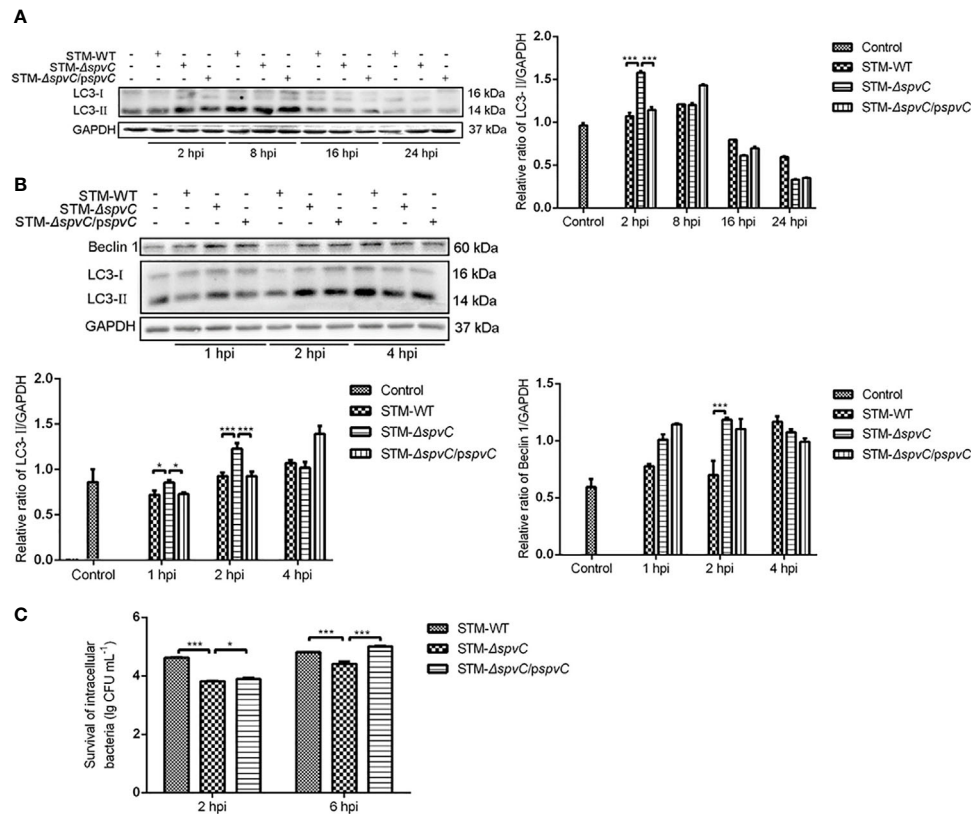 A
STM-WT - + - - + - - + - - + - -
STM-ΔspvC - - + - - + - - + - - + -
STM-ΔspvC/pspvC - - - + - - + - - + - - +
LC3-I 16 kDa
LC3-II 14 kDa
GAPDH 37 kDa
2 hpi 8 hpi 16 hpi 24 hpi
Relative ratio of LC3- II/GAPDH
2.0
1.5
1.0
0.5
0.0
*** ***
Control 2 hpi 8 hpi 16 hpi 24 hpi
Control
STM-WT
STM-ΔspvC
STM-ΔspvC/pspvC
B
STM-WT - + - - + - - + - -
STM-ΔspvC - - + - - + - - + -
STM-ΔspvC/pspvC - - - + - - + - - +
Beclin 1 60 kDa
LC3-I 16 kDa
LC3-II 14 kDa
GAPDH 37 kDa
1 hpi 2 hpi 4 hpi
Relative ratio of LC3- II/GAPDH
2.0
1.5
1.0
0.5
0.0
* *
*** ***
Control 1 hpi 2 hpi 4 hpi
Control
STM-WT
STM-ΔspvC
STM-ΔspvC/pspvC
Relative ratio of Beclin 1/GAPDH
1.5
1.0
0.5
0.0
***
Control 1 hpi 2 hpi 4 hpi
Control
STM-WT
STM-ΔspvC
STM-ΔspvC/pspvC
C
Survival of intracellular
bacteria (lg CFU mL⁻¹)
6
4
2
0
*** *
*** ***
2 hpi 6 hpi
STM-WT
STM-ΔspvC
STM-ΔspvC/pspvC